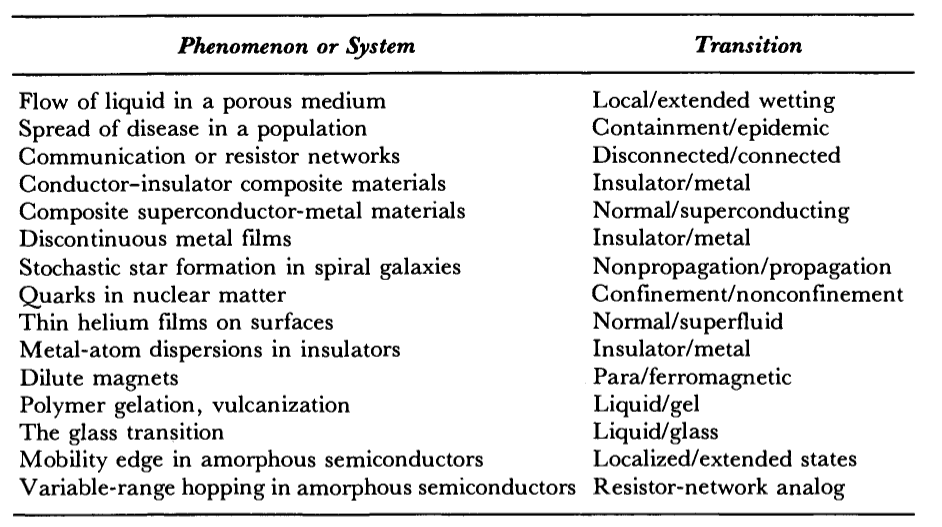 Phenomenon or System Transition
Flow of liquid in a porous medium Local/extended wetting
Spread of disease in a population Containment/epidemic
Communication or resistor networks Disconnected/connected
Conductor–insulator composite materials Insulator/metal
Composite superconductor-metal materials Normal/superconducting
Discontinuous metal films Insulator/metal
Stochastic star formation in spiral galaxies Nonpropagation/propagation
Quarks in nuclear matter Confinement/nonconfinement
Thin helium films on surfaces Normal/superfluid
Metal-atom dispersions in insulators Insulator/metal
Dilute magnets Para/ferromagnetic
Polymer gelation, vulcanization Liquid/gel
The glass transition Liquid/glass
Mobility edge in amorphous semiconductors Localized/extended states
Variable-range hopping in amorphous semiconductors Resistor-network analog